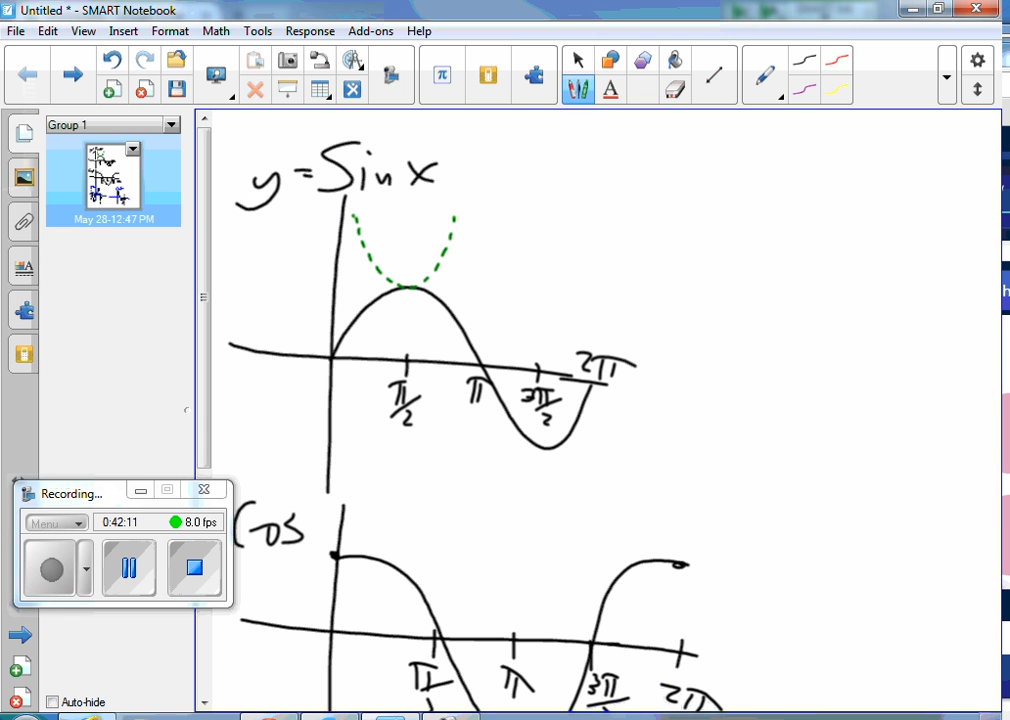 Untitled * - SMART Notebook
File Edit View Insert Format Math Tools Response Add-ons Help
π
A
Group 1
May 28-12:47 PM
y = Sin x
π/2
π
3π/2
2π
Recording...
Menu
0:42:11
8.0 fps
Cos
π
π
3π
2π
Auto-hide